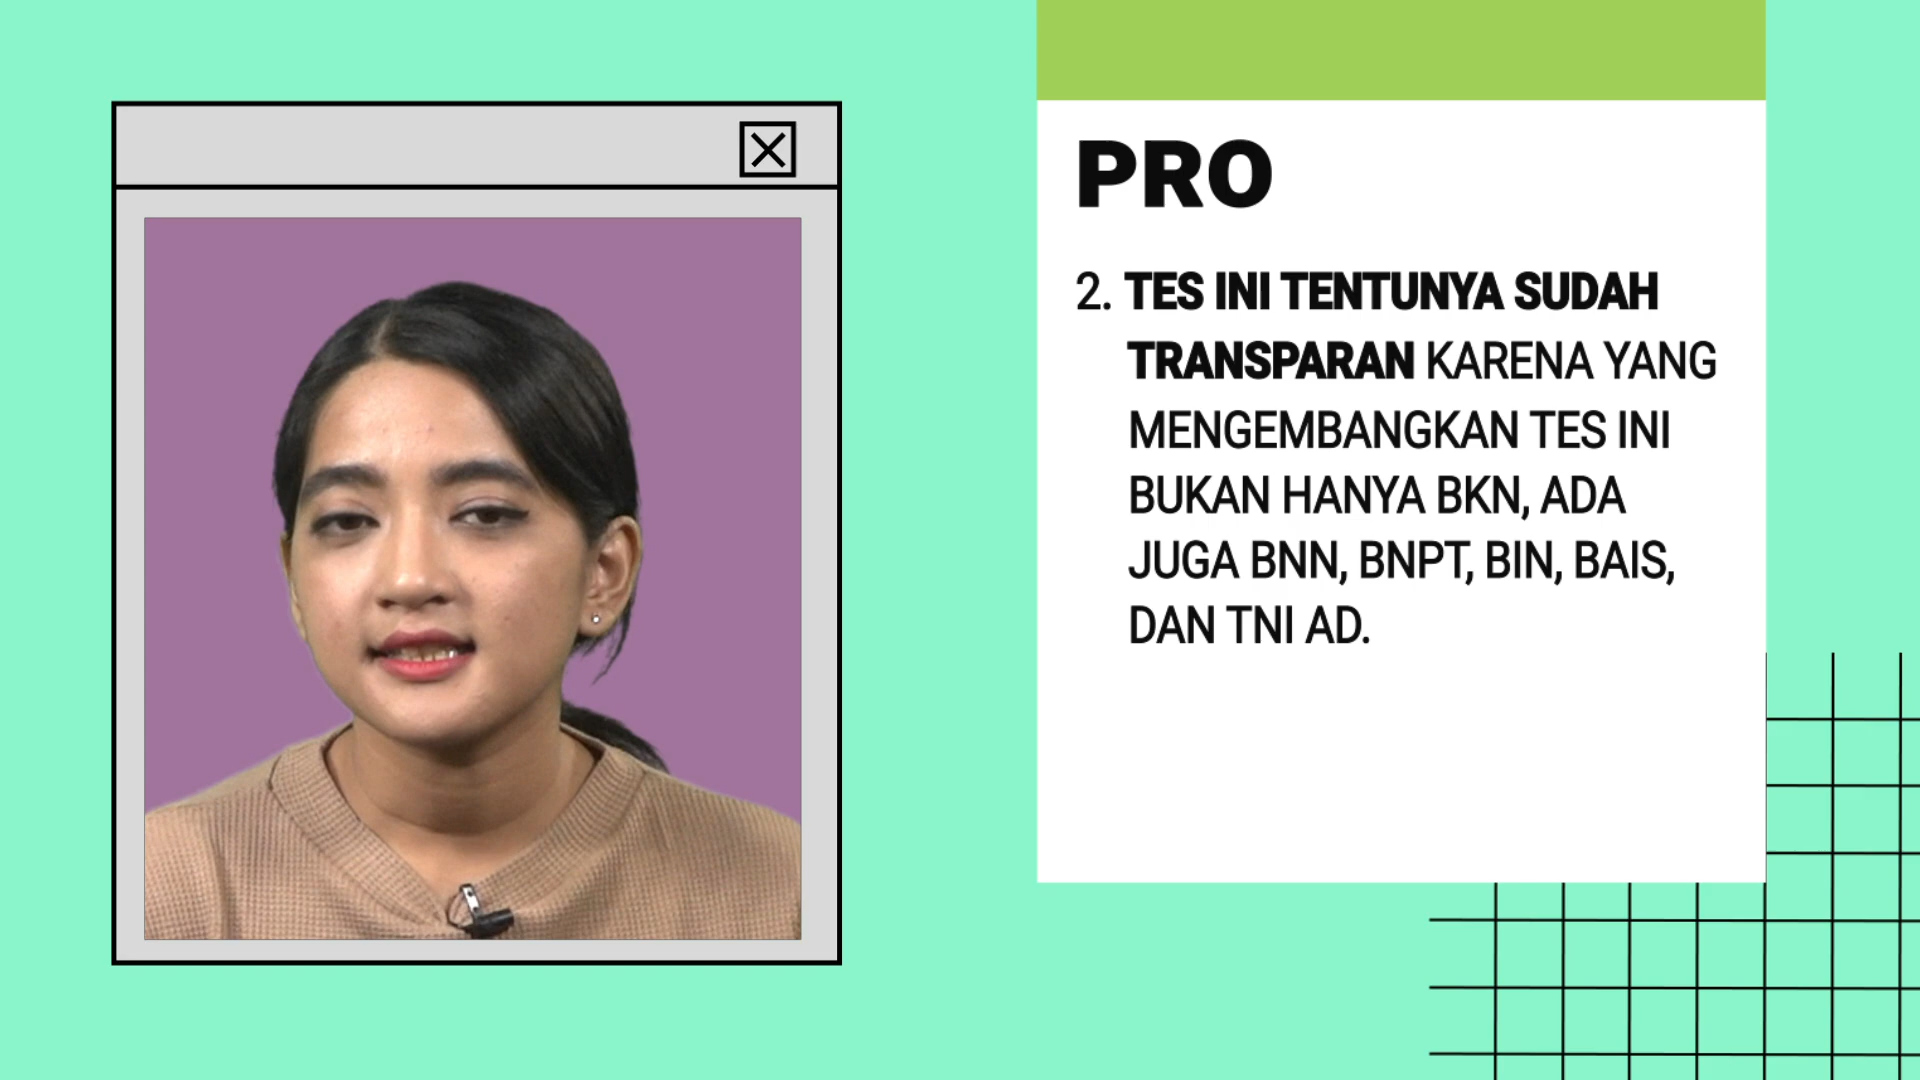 PRO
2. TES INI TENTUNYA SUDAH
TRANSPARAN KARENA YANG
MENGEMBANGKAN TES INI
BUKAN HANYA BKN, ADA
JUGA BNN, BNPT, BIN, BAIS,
DAN TNI AD.